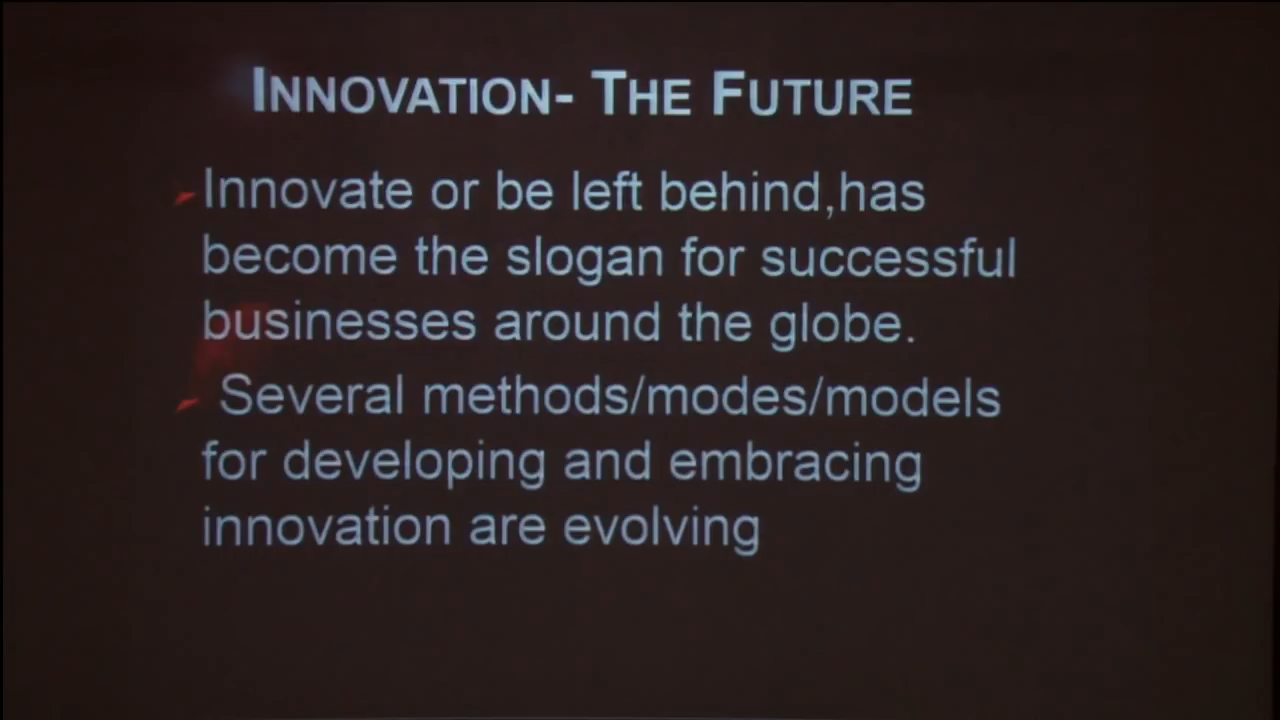 INNOVATION- THE FUTURE
Innovate or be left behind,has
become the slogan for successful
businesses around the globe.
Several methods/modes/models
for developing and embracing
innovation are evolving